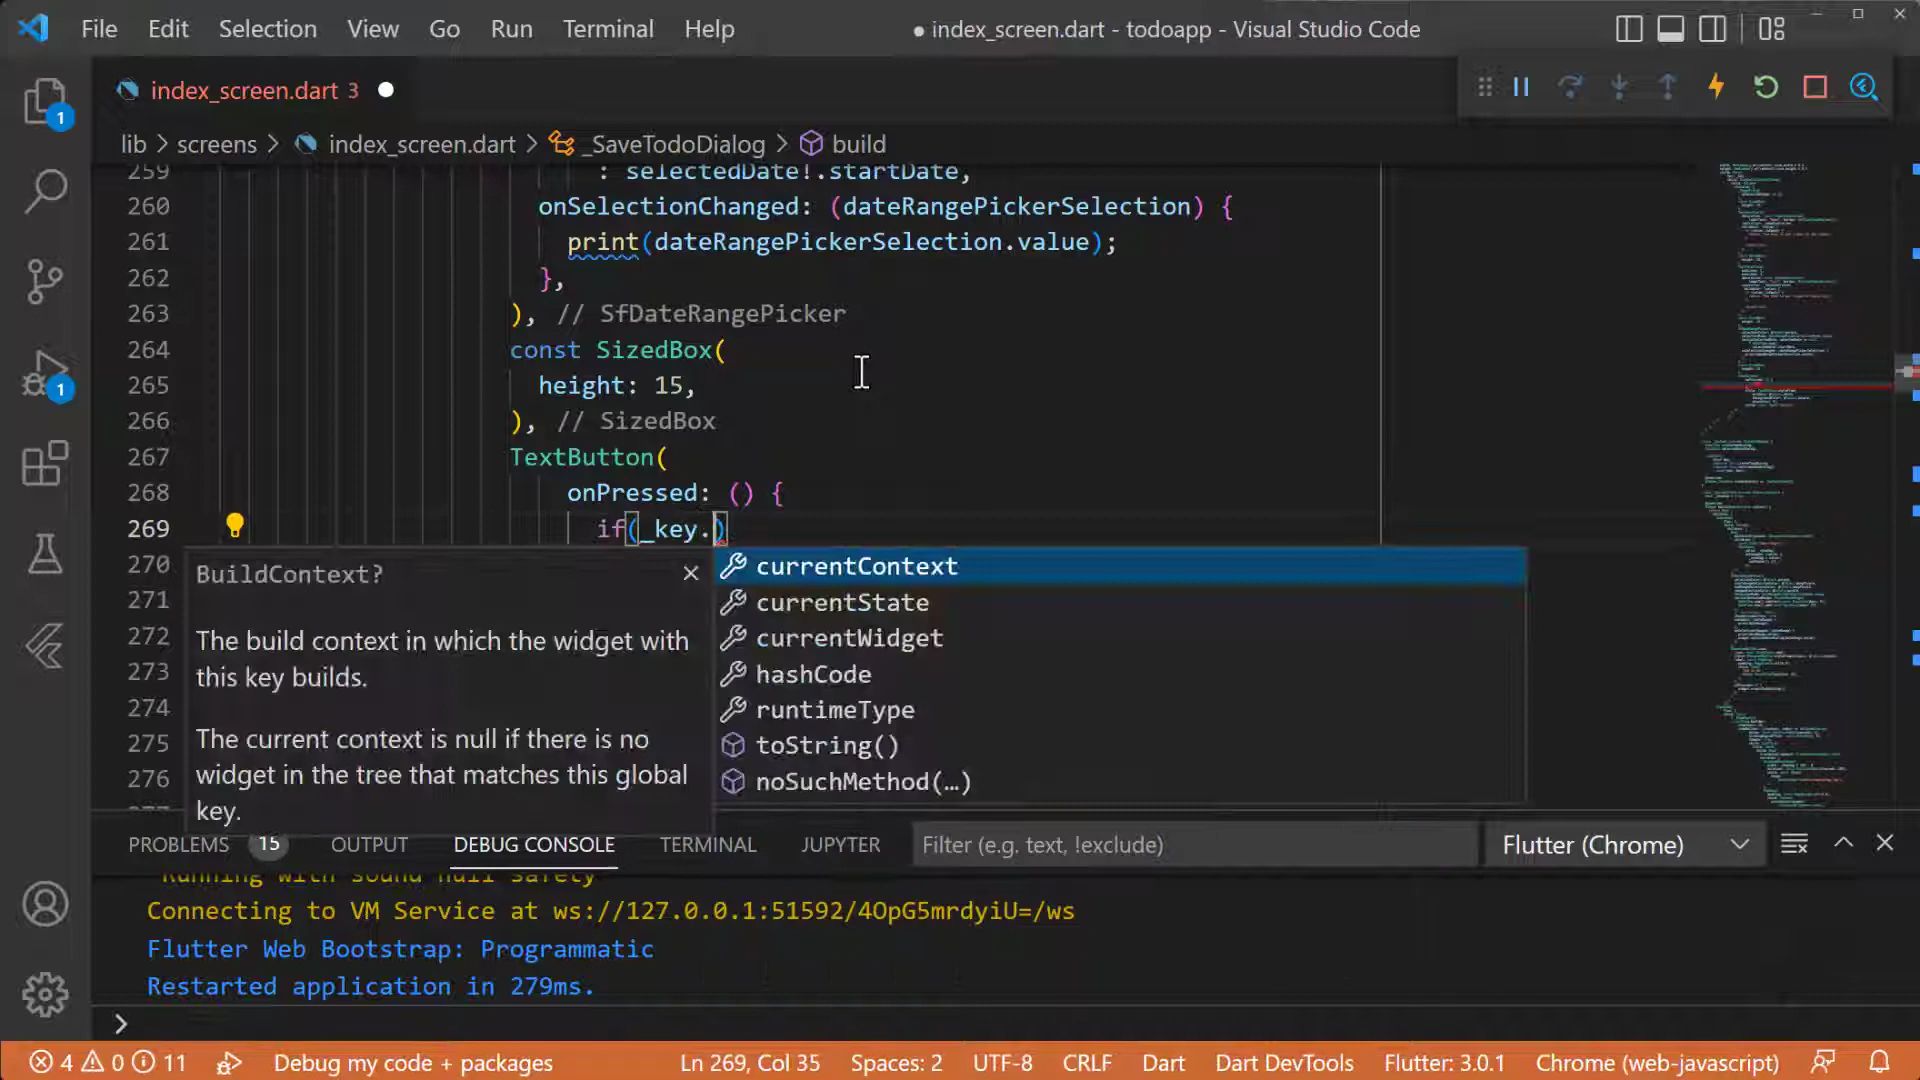 File Edit Selection View Go Run Terminal Help
● index_screen.dart - todoapp - Visual Studio Code
index_screen.dart 3
lib > screens > index_screen.dart > _SaveTodoDialog > build
259 : selectedDate!.startDate,
260 onSelectionChanged: (dateRangePickerSelection) {
261 print(dateRangePickerSelection.value);
262 },
263 ), // SfDateRangePicker
264 const SizedBox(
265 height: 15,
266 ), // SizedBox
267 TextButton(
268 onPressed: () {
269 if(_key.)
270
271
272
273
274
275
276
BuildContext?
The build context in which the widget with
this key builds.
The current context is null if there is no
widget in the tree that matches this global
key.
currentContext
currentState
currentWidget
hashCode
runtimeType
toString()
noSuchMethod(…)
1
1
PROBLEMS 15 OUTPUT DEBUG CONSOLE TERMINAL JUPYTER Filter (e.g. text, !exclude) Flutter (Chrome)
Running with sound null safety
Connecting to VM Service at ws://127.0.0.1:51592/4OpG5mrdyiU=/ws
Flutter Web Bootstrap: Programmatic
Restarted application in 279ms.
>
4 0 11 Debug my code + packages Ln 269, Col 35 Spaces: 2 UTF-8 CRLF Dart Dart DevTools Flutter: 3.0.1 Chrome (web-javascript)